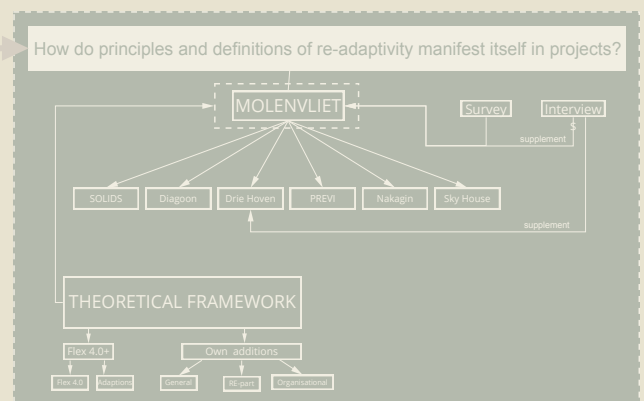 How do principles and definitions of re-adaptivity manifest itself in projects?
MOLENVLIET
Survey
Interview
s
supplement
SOLIDS
Diagoon
Drie Hoven
PREVI
Nakagin
Sky House
supplement
THEORETICAL FRAMEWORK
Flex 4.0+
Own additions
Flex 4.0
Adaptions
General
RE-part
Organisational